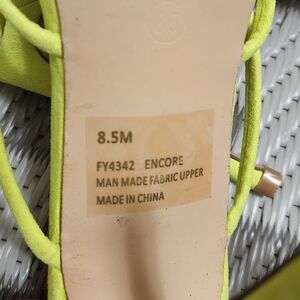 8.5M
FY4342 ENCORE
MAN MADE FABRIC UPPER
MADE IN CHINA